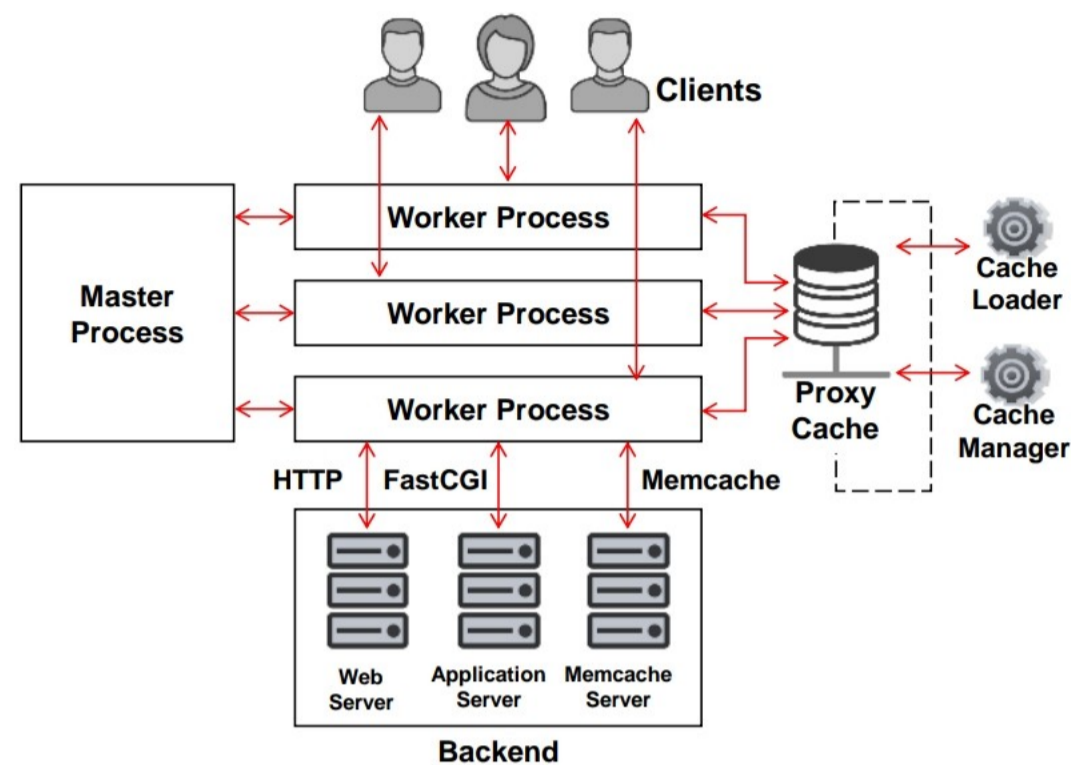 Clients
Worker Process
Master
Process
Worker Process
Worker Process
Cache
Loader
Proxy
Cache
Cache
Manager
HTTP
FastCGI
Memcache
Web
Server
Application
Server
Memcache
Server
Backend